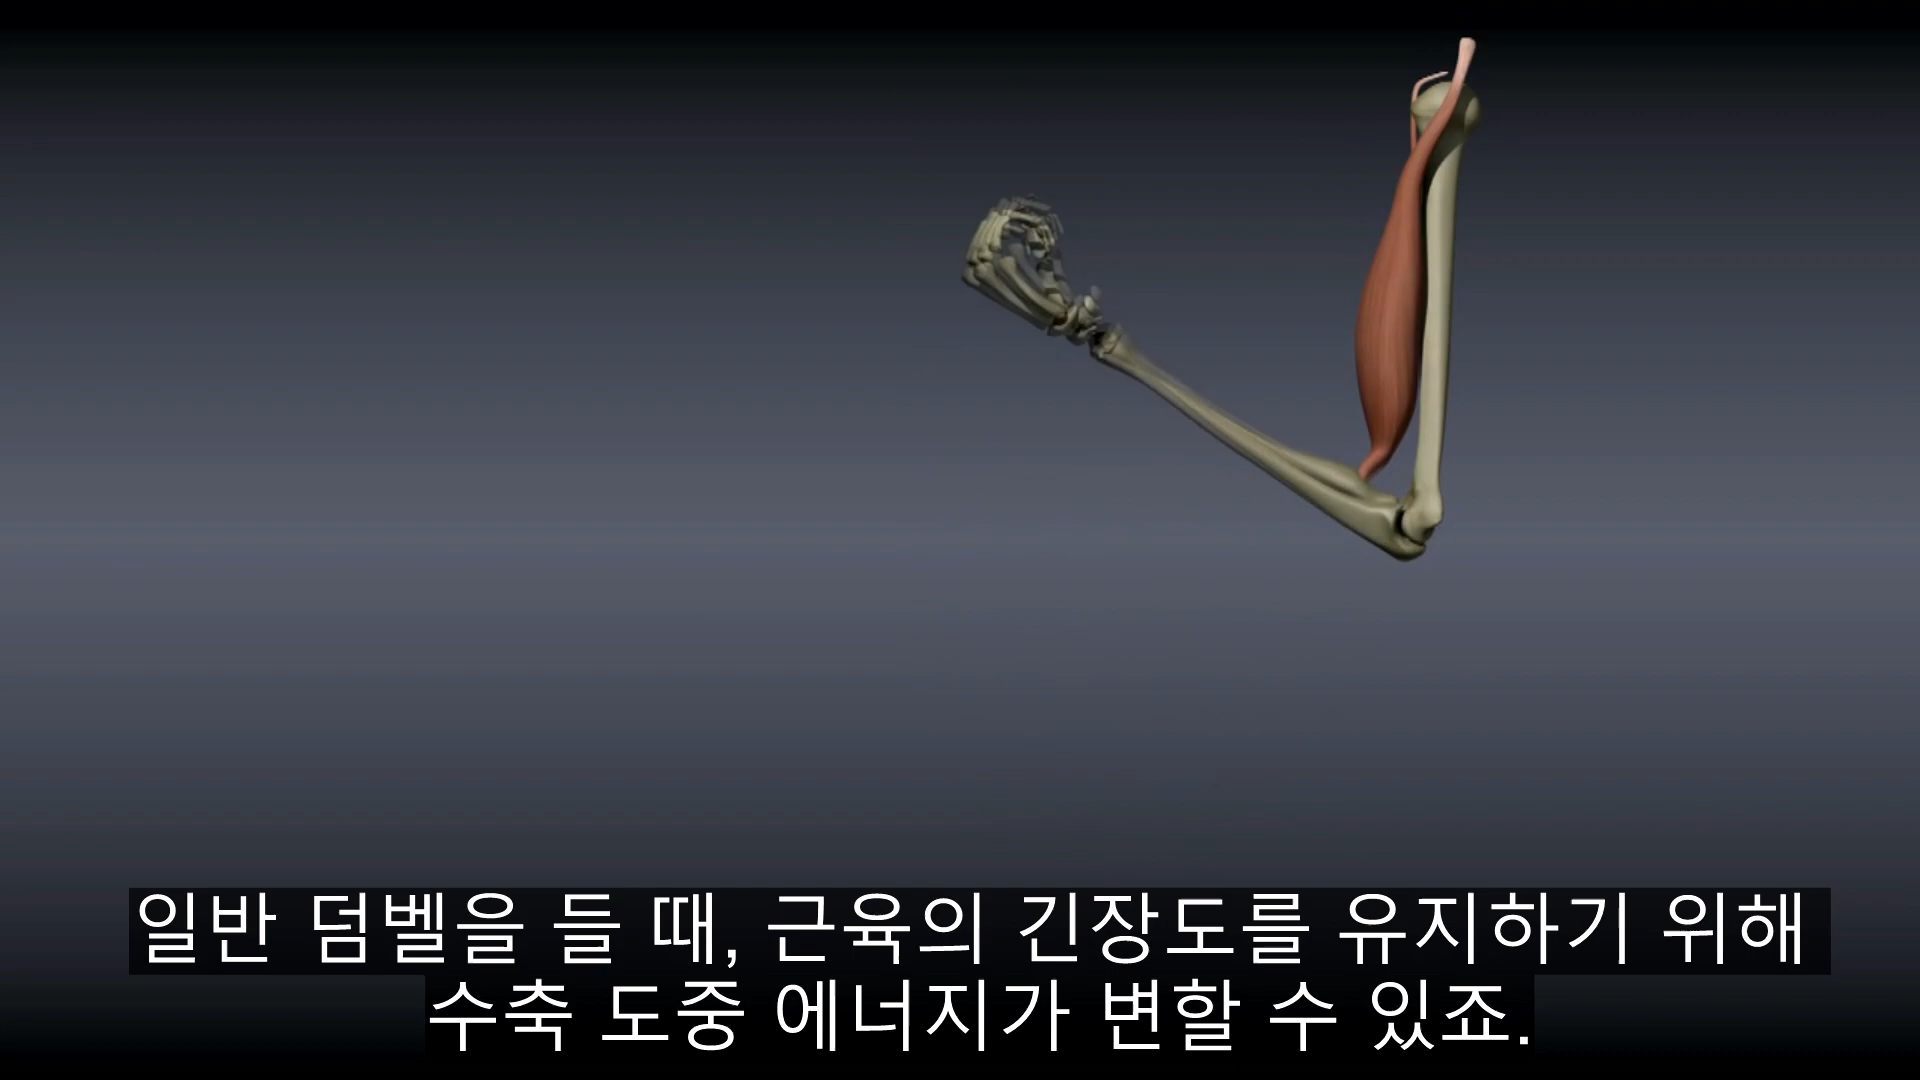 일반 덤벨을 들 때, 근육의 긴장도를 유지하기 위해
수축 도중 에너지가 변할 수 있죠.